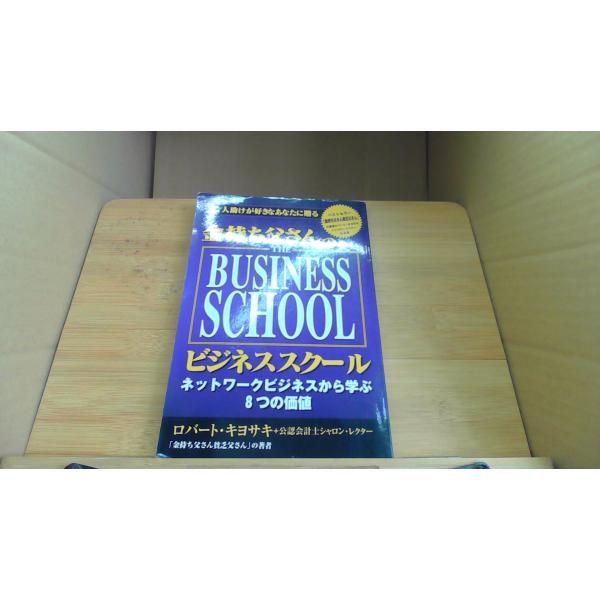 人助けが好きなあなたに贈る
金持ち父さんの
THE
BUSINESS
SCHOOL
ビジネススクール
ネットワークビジネスから学ぶ
8つの価値
ロバート・キヨサキ+公認会計士シャロン・レクター
「金持ち父さん貧乏父さん」の著者